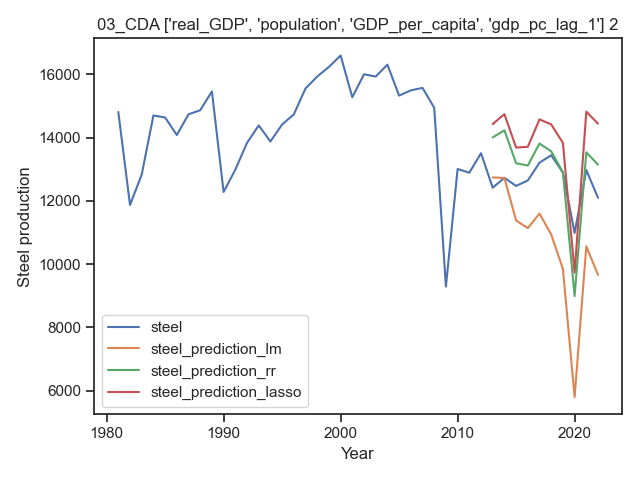 03_CDA ['real_GDP', 'population', 'GDP_per_capita', 'gdp_pc_lag_1'] 2
16000
14000
12000
10000
8000
6000
Steel production
steel
steel_prediction_lm
steel_prediction_rr
steel_prediction_lasso
1980
1990
2000
2010
2020
Year